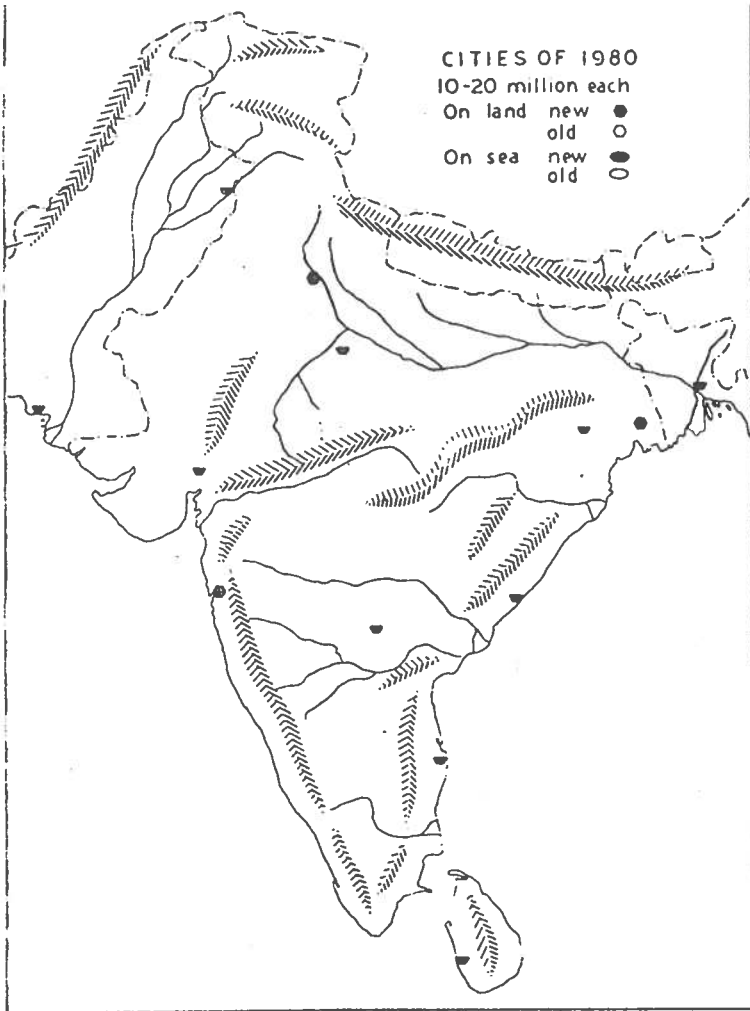 CITIES OF 1980
10-20 million each
On land new
old
On sea new
old